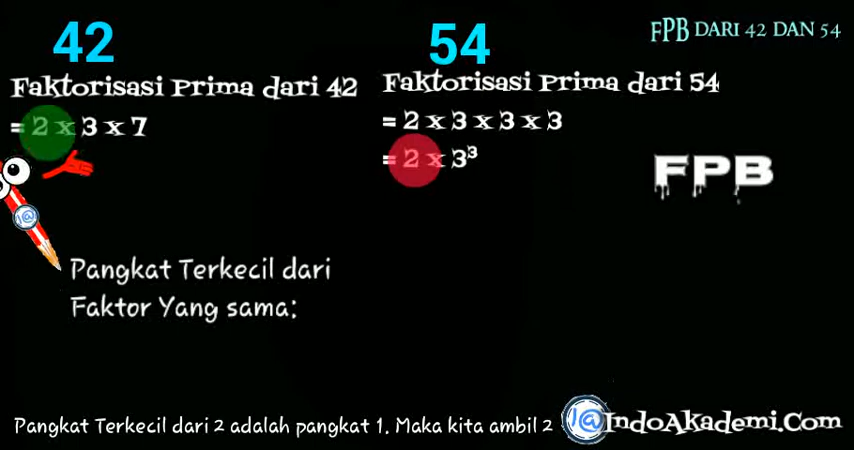 42
54
FPB DARI 42 DAN 54
Faktorisasi Prima dari 42
= 2 x 3 x 7
Faktorisasi Prima dari 54
= 2 x 3 x 3 x 3
= 2 x 3³
FPB
1@
Pangkat Terkecil dari
Faktor Yang sama:
Pangkat Terkecil dari 2 adalah pangkat 1. Maka kita ambil 2
1@IndoAkademi.Com